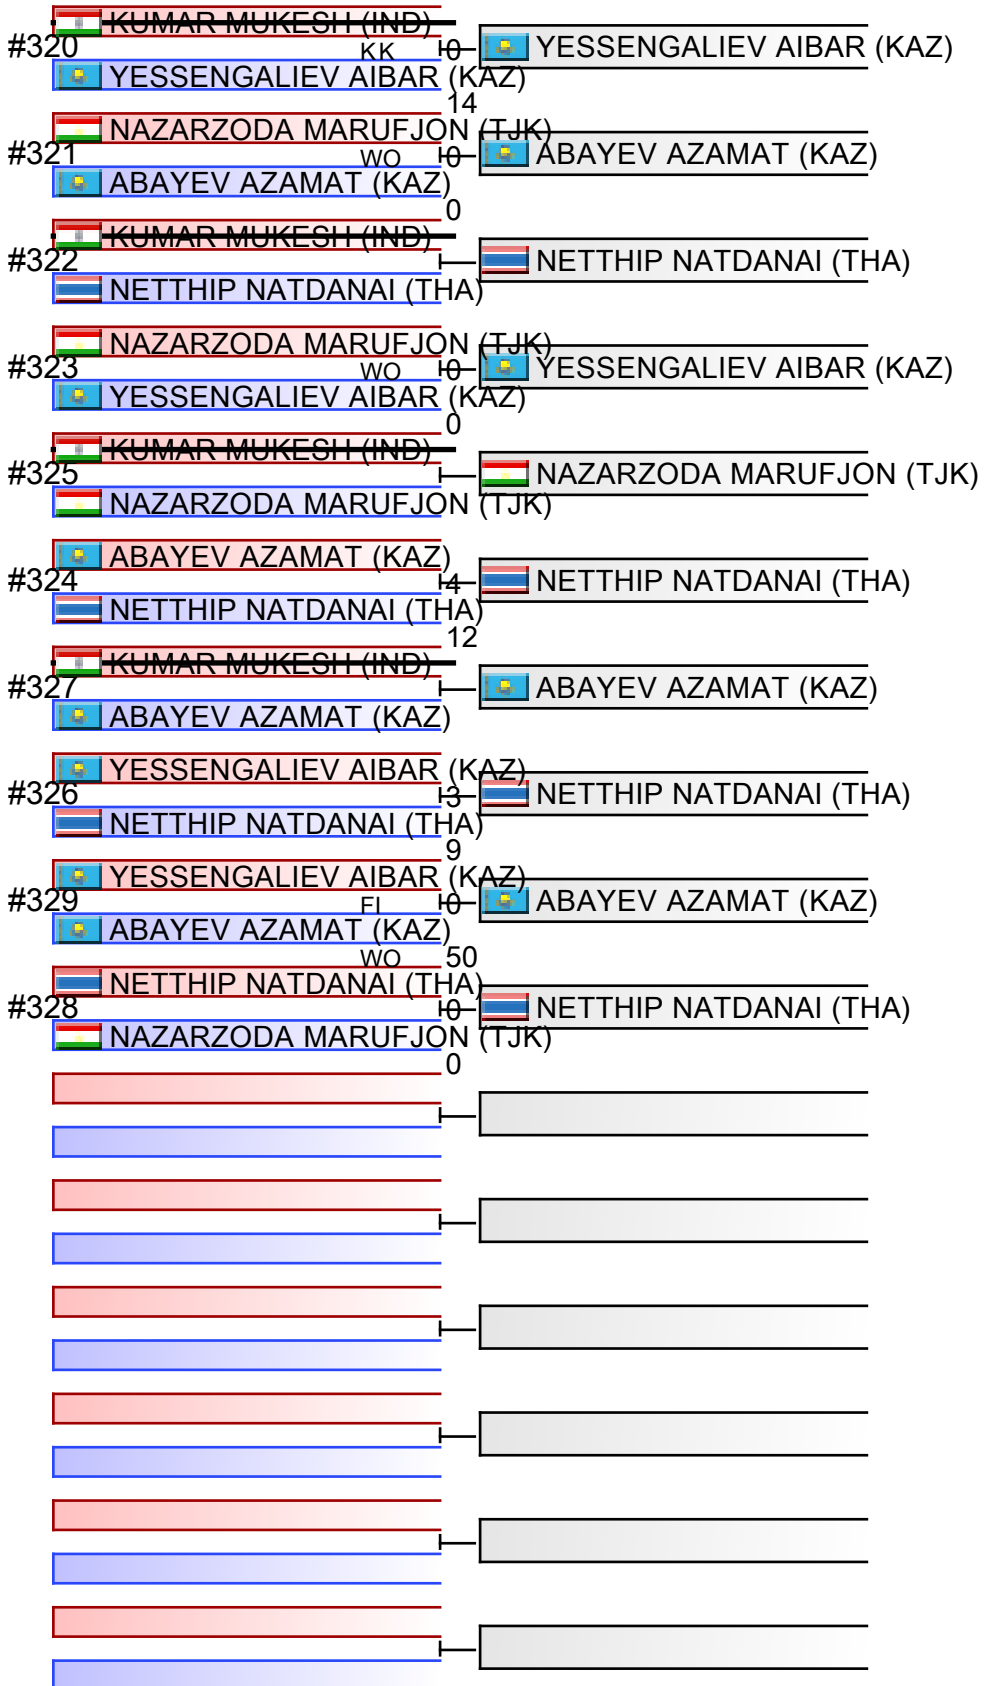 KUMAR MUKESH (IND)
#320 KK 0 YESSENGALIEV AIBAR (KAZ)
YESSENGALIEV AIBAR (KAZ)
14
NAZARZODA MARUFJON (TJK)
#321 WO 0 ABAYEV AZAMAT (KAZ)
ABAYEV AZAMAT (KAZ)
0
KUMAR MUKESH (IND)
#322 NETTHIP NATDANAI (THA)
NETTHIP NATDANAI (THA)
NAZARZODA MARUFJON (TJK)
#323 WO 0 YESSENGALIEV AIBAR (KAZ)
YESSENGALIEV AIBAR (KAZ)
0
KUMAR MUKESH (IND)
#325 NAZARZODA MARUFJON (TJK)
NAZARZODA MARUFJON (TJK)
ABAYEV AZAMAT (KAZ)
#324 4 NETTHIP NATDANAI (THA)
NETTHIP NATDANAI (THA)
12
KUMAR MUKESH (IND)
#327 ABAYEV AZAMAT (KAZ)
ABAYEV AZAMAT (KAZ)
YESSENGALIEV AIBAR (KAZ)
#326 3 NETTHIP NATDANAI (THA)
NETTHIP NATDANAI (THA)
9
YESSENGALIEV AIBAR (KAZ)
#329 FI 0 ABAYEV AZAMAT (KAZ)
ABAYEV AZAMAT (KAZ)
WO 50
NETTHIP NATDANAI (THA)
#328 0 NETTHIP NATDANAI (THA)
NAZARZODA MARUFJON (TJK)
0